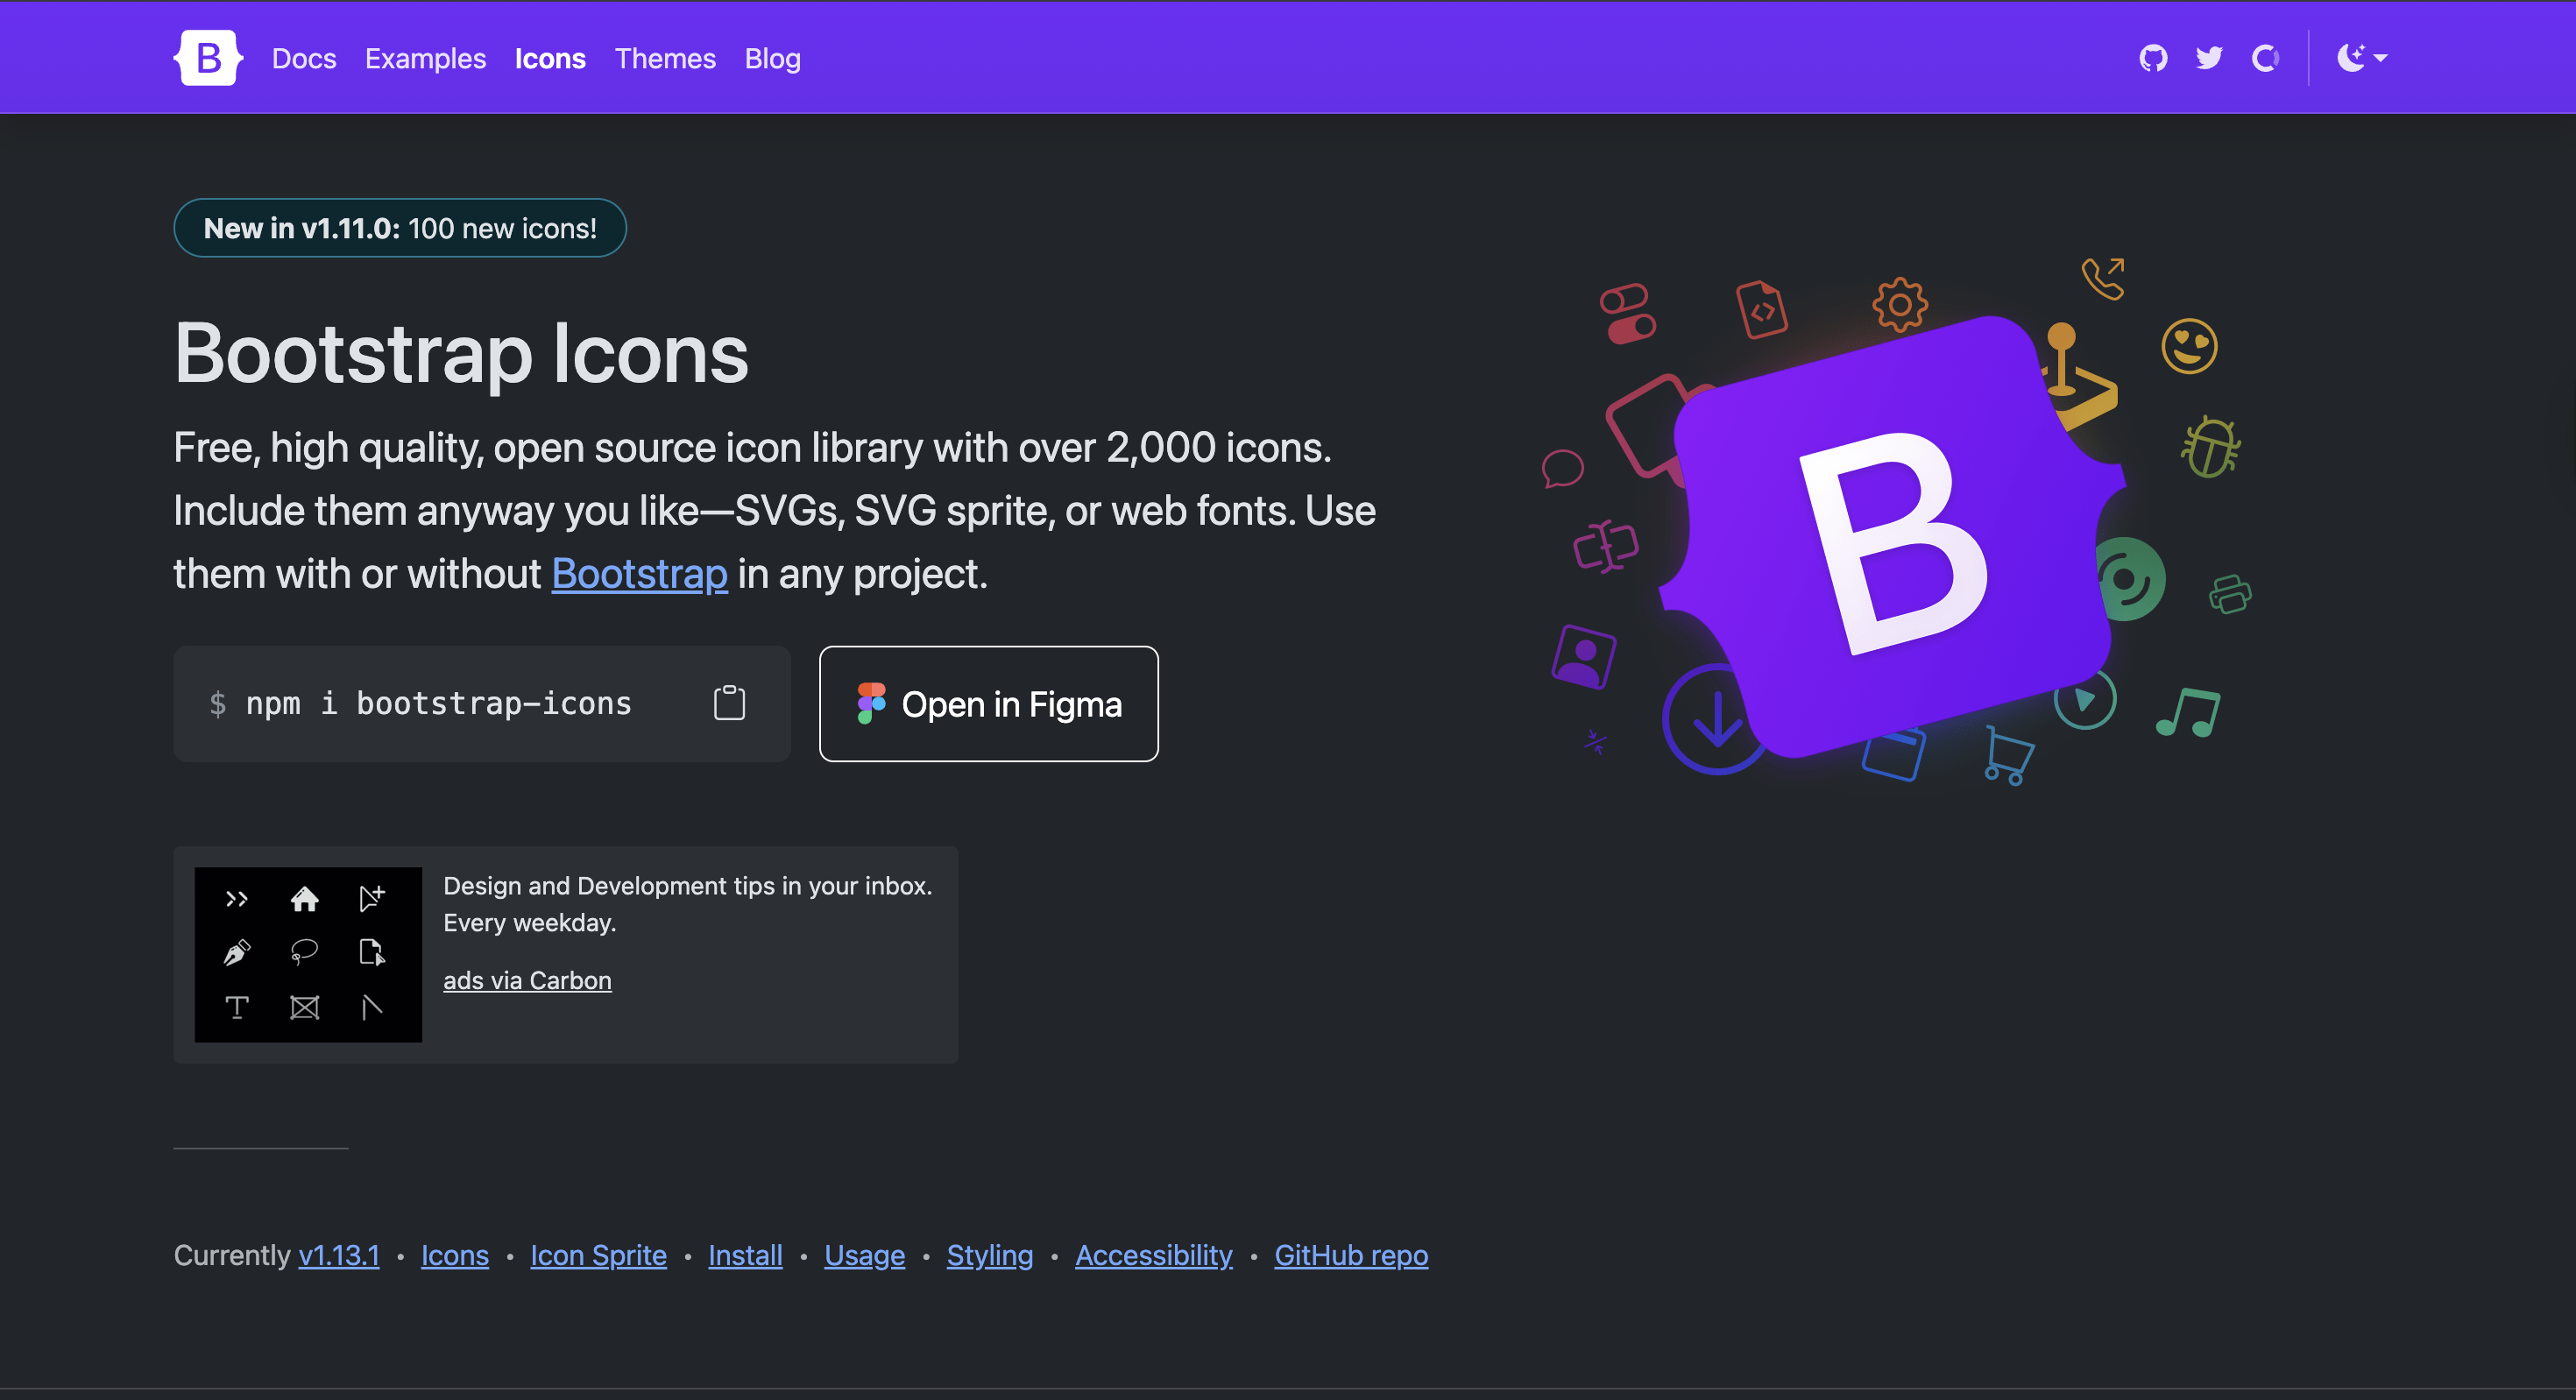 B Docs Examples Icons Themes Blog
New in v1.11.0: 100 new icons!
Bootstrap Icons
Free, high quality, open source icon library with over 2,000 icons.
Include them anyway you like—SVGs, SVG sprite, or web fonts. Use
them with or without Bootstrap in any project.
$ npm i bootstrap-icons
Open in Figma
B
Design and Development tips in your inbox.
Every weekday.
ads via Carbon
Currently v1.13.1 · Icons · Icon Sprite · Install · Usage · Styling · Accessibility · GitHub repo